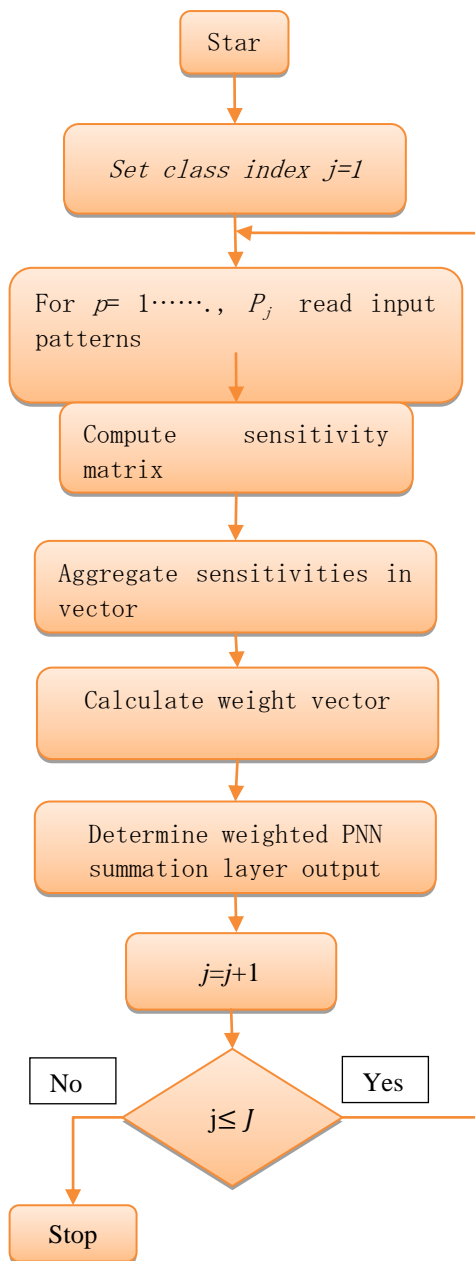 Star
Set class index j=1
For p= 1⋯⋯., P_j read input
patterns
Compute sensitivity
matrix
Aggregate sensitivities in
vector
Calculate weight vector
Determine weighted PNN
summation layer output
j=j+1
No
Yes
j≤ J
Stop